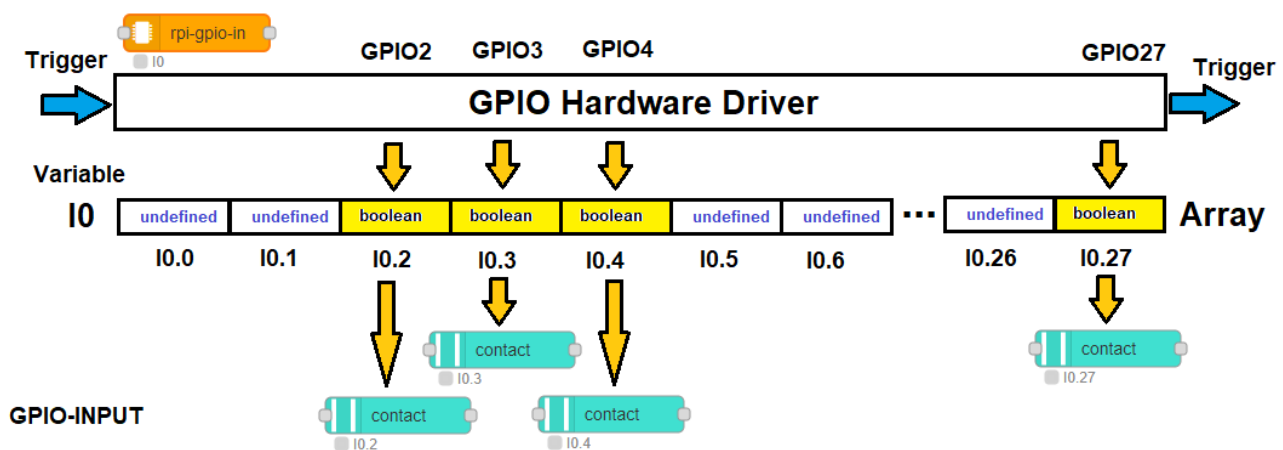 rpi-gpio-in
I0
GPIO2
GPIO3
GPIO4
GPIO27
Trigger
Trigger
GPIO Hardware Driver
Variable
I0
undefined
undefined
boolean
boolean
boolean
undefined
undefined
...
undefined
boolean
Array
I0.0
I0.1
I0.2
I0.3
I0.4
I0.5
I0.6
I0.26
I0.27
contact
I0.3
contact
I0.27
GPIO-INPUT
contact
I0.2
contact
I0.4